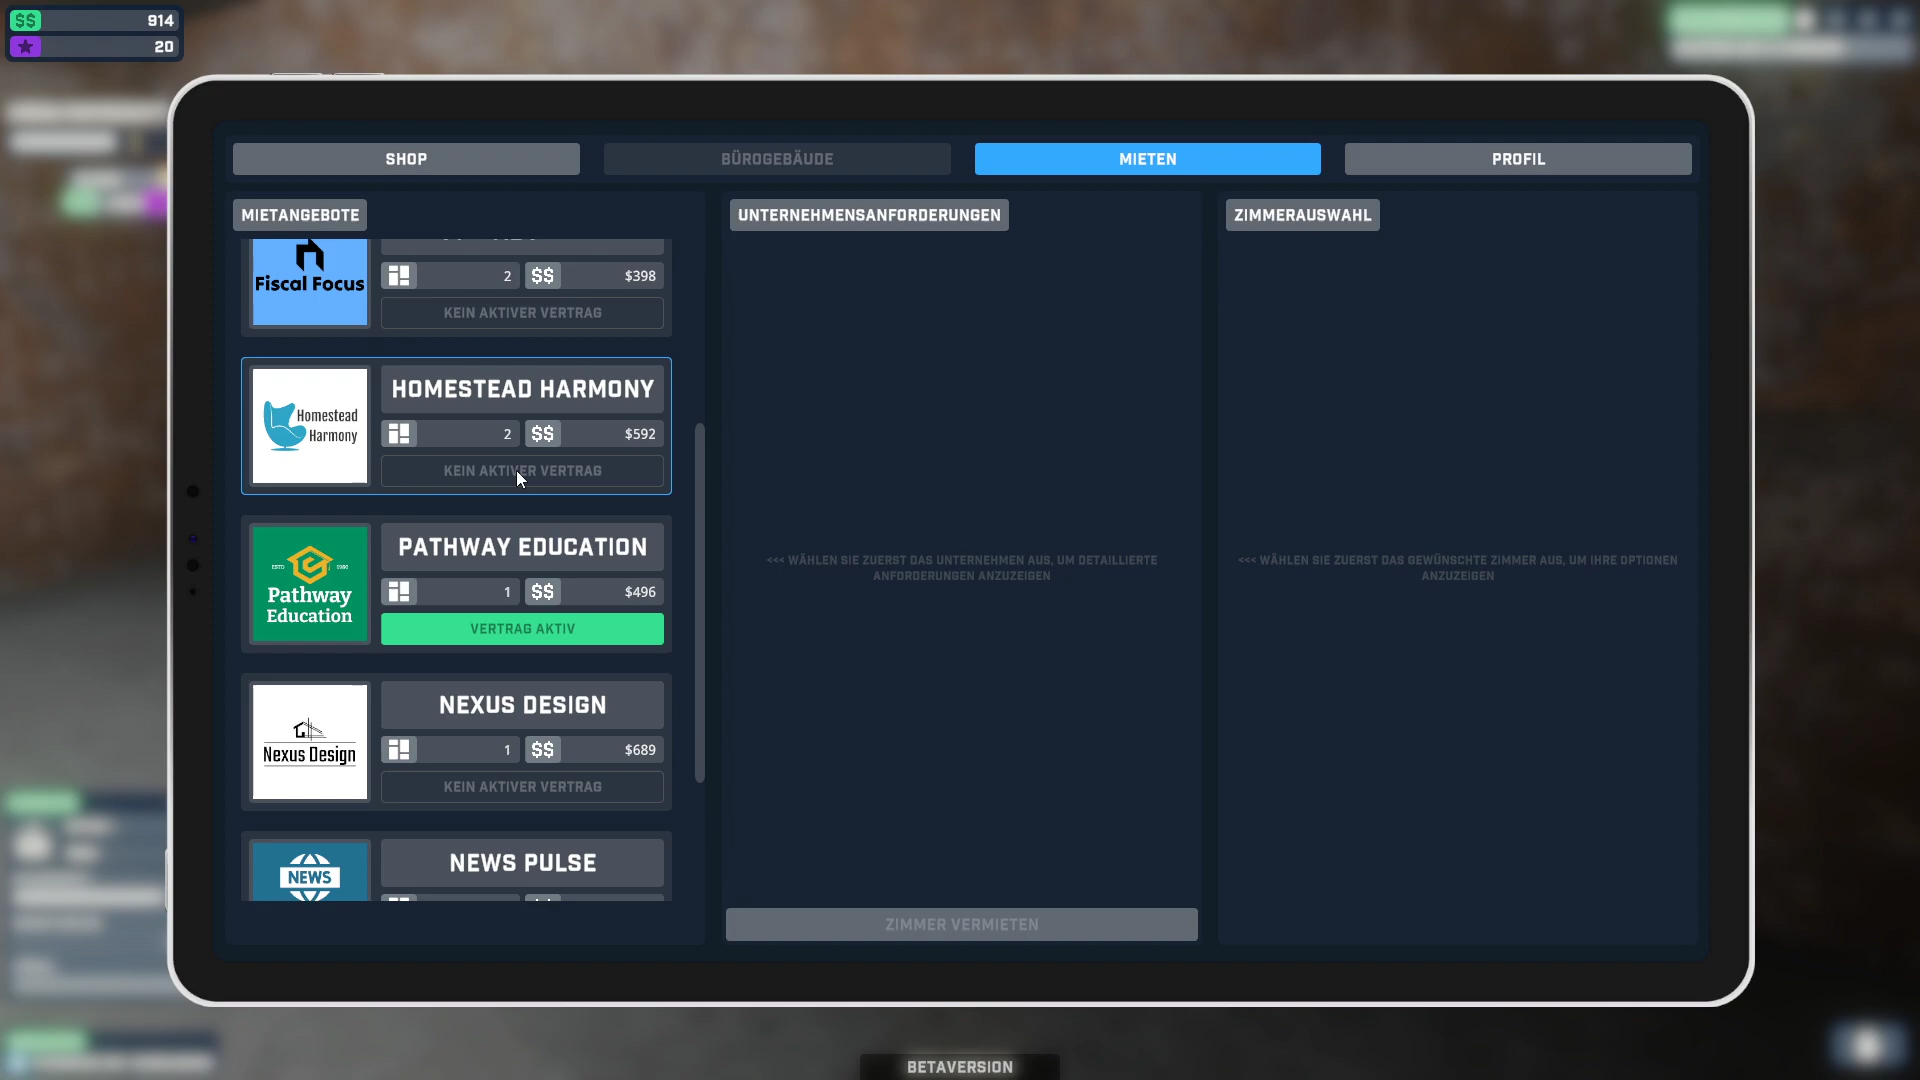 $$ 914
20
SHOP
BÜROGEBÄUDE
MIETEN
PROFIL
MIETANGEBOTE
UNTERNEHMENSANFORDERUNGEN
ZIMMERAUSWAHL
Fiscal Focus
2 $$ $398
KEIN AKTIVER VERTRAG
Homestead
Harmony
HOMESTEAD HARMONY
2 $$ $592
KEIN AKTIVER VERTRAG
ESTD 1980
Pathway
Education
PATHWAY EDUCATION
1 $$ $496
VERTRAG AKTIV
Nexus Design
NEXUS DESIGN
1 $$ $689
KEIN AKTIVER VERTRAG
NEWS
NEWS PULSE
<<< WÄHLEN SIE ZUERST DAS UNTERNEHMEN AUS, UM DETAILLIERTE
ANFORDERUNGEN ANZUZEIGEN
<<< WÄHLEN SIE ZUERST DAS GEWÜNSCHTE ZIMMER AUS, UM IHRE OPTIONEN
ANZUZEIGEN
ZIMMER VERMIETEN
BETAVERSION